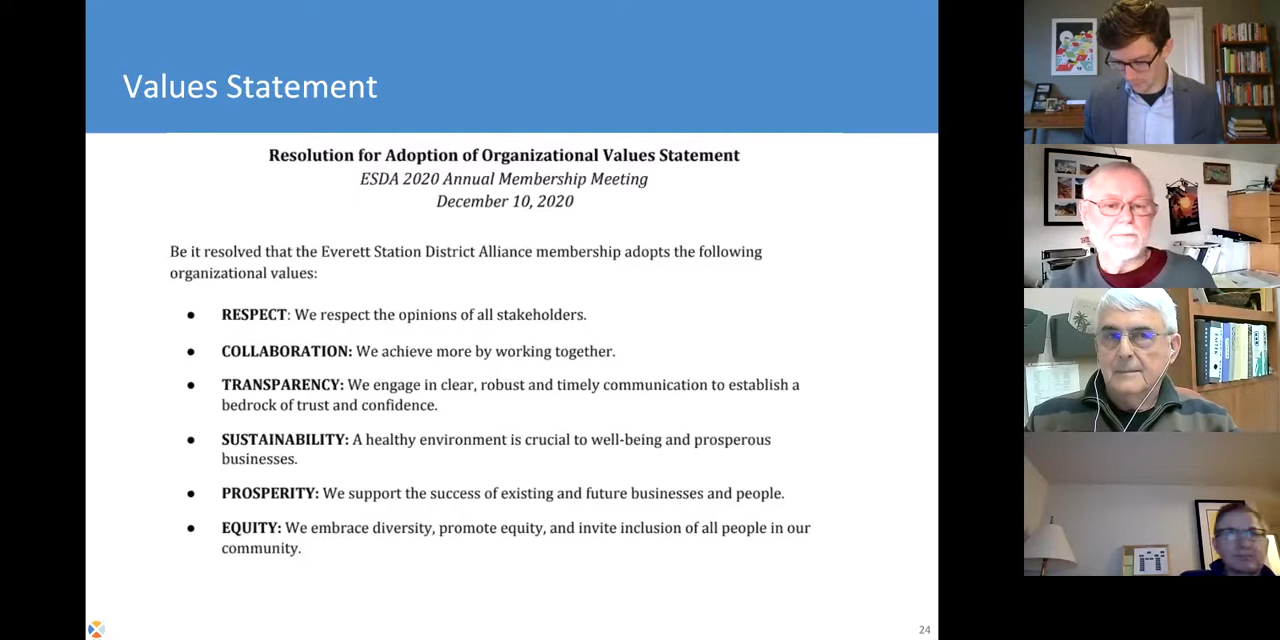 Values Statement
Resolution for Adoption of Organizational Values Statement
ESDA 2020 Annual Membership Meeting
December 10, 2020
Be it resolved that the Everett Station District Alliance membership adopts the following
organizational values:
● RESPECT: We respect the opinions of all stakeholders.
● COLLABORATION: We achieve more by working together.
● TRANSPARENCY: We engage in clear, robust and timely communication to establish a
bedrock of trust and confidence.
● SUSTAINABILITY: A healthy environment is crucial to well-being and prosperous
businesses.
● PROSPERITY: We support the success of existing and future businesses and people.
● EQUITY: We embrace diversity, promote equity, and invite inclusion of all people in our
community.
24